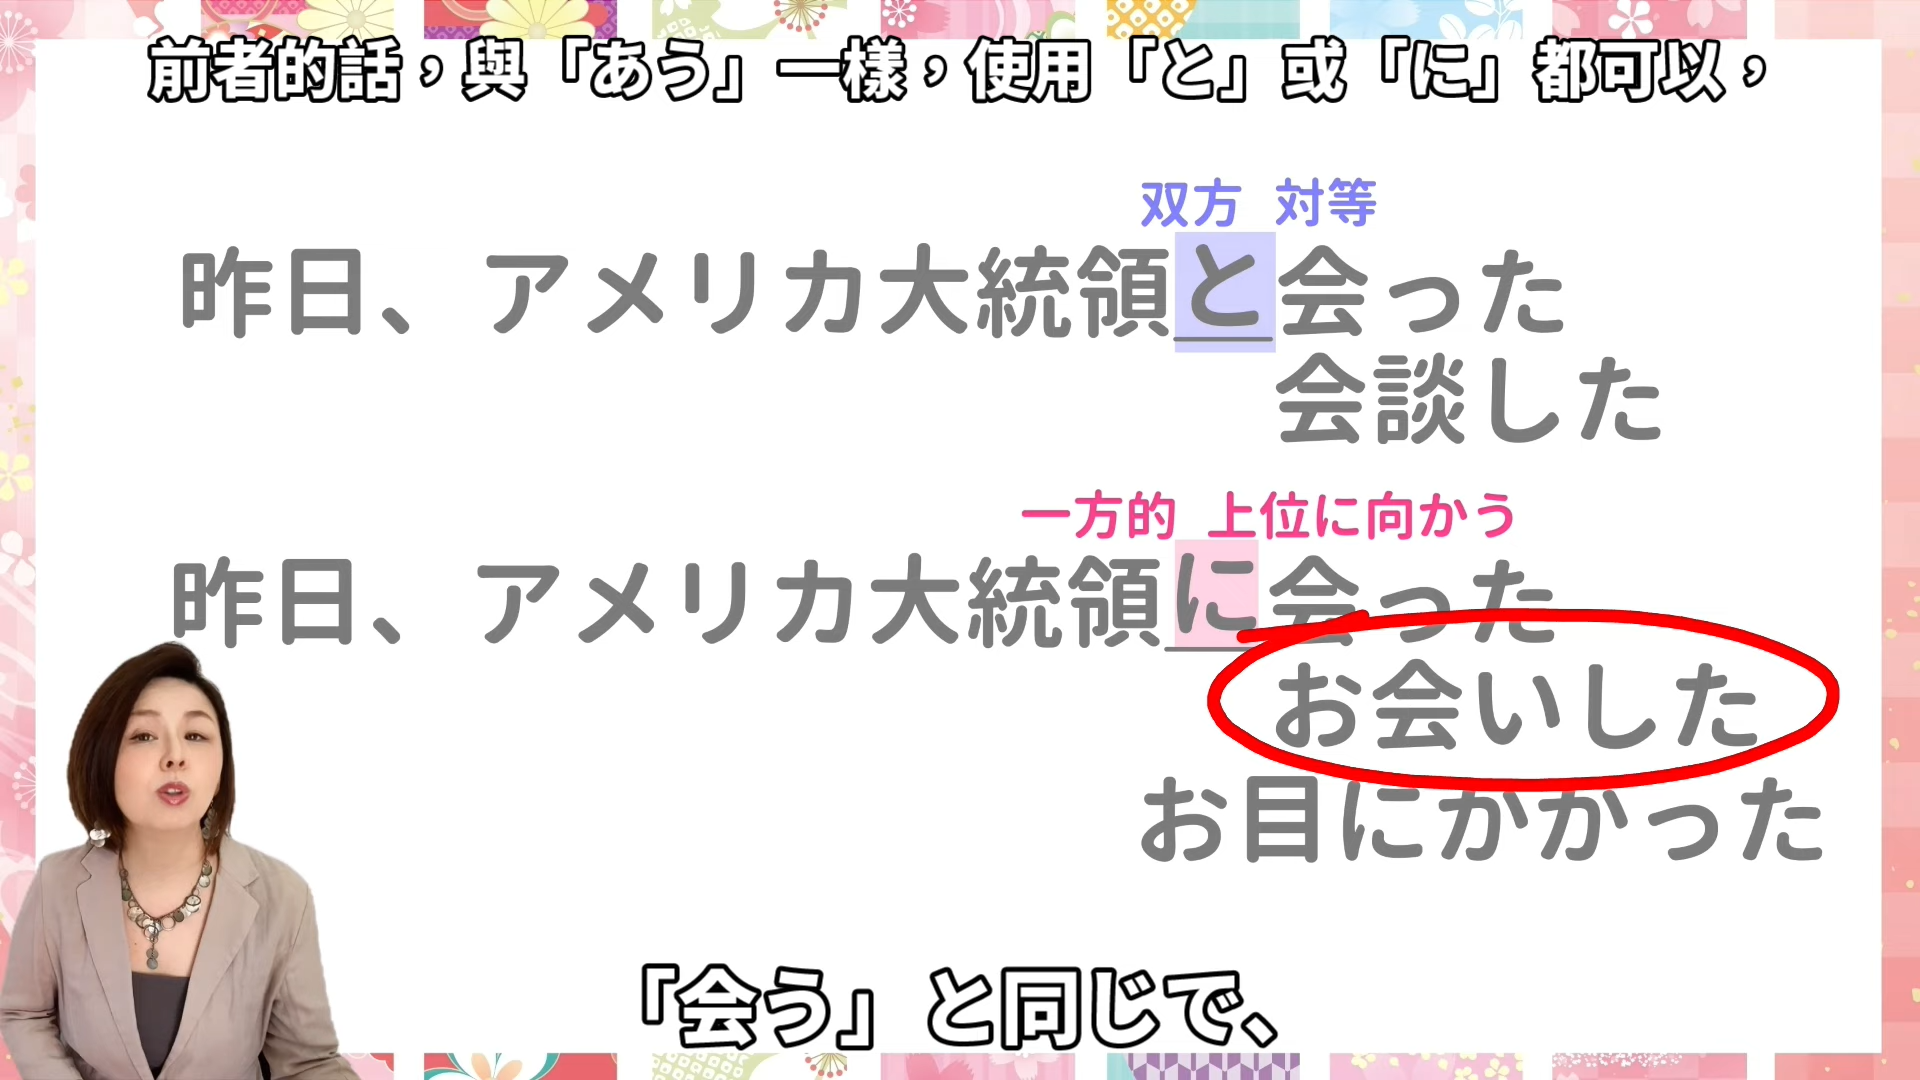 前者的話，與「あう」一樣，使用「と」或「に」都可以，
双方 対等
昨日、アメリカ大統領と会った
会談した
一方的 上位に向かう
昨日、アメリカ大統領に会った
お会いした
お目にかかった
「会う」と同じで、